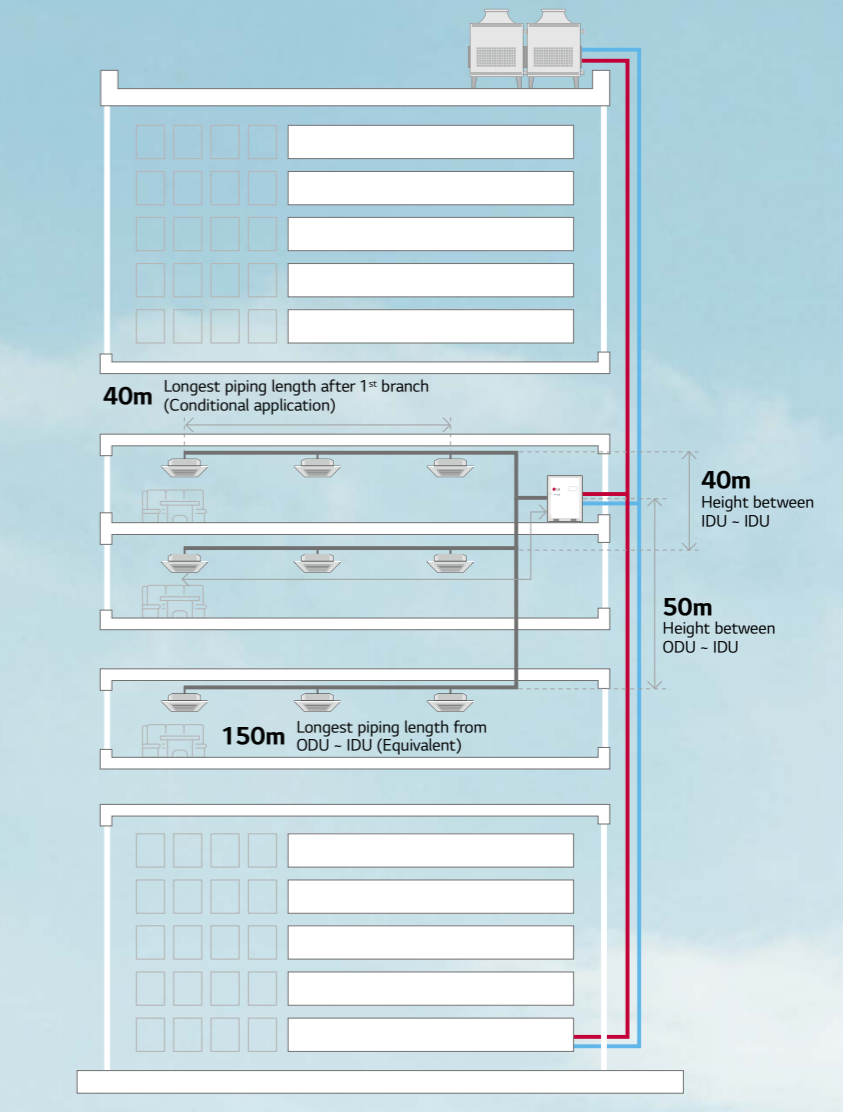 40m
Longest piping length after 1st branch
(Conditional application)
40m
Height between
IDU ~ IDU
50m
Height between
ODU ~ IDU
150m
Longest piping length from
ODU ~ IDU (Equivalent)